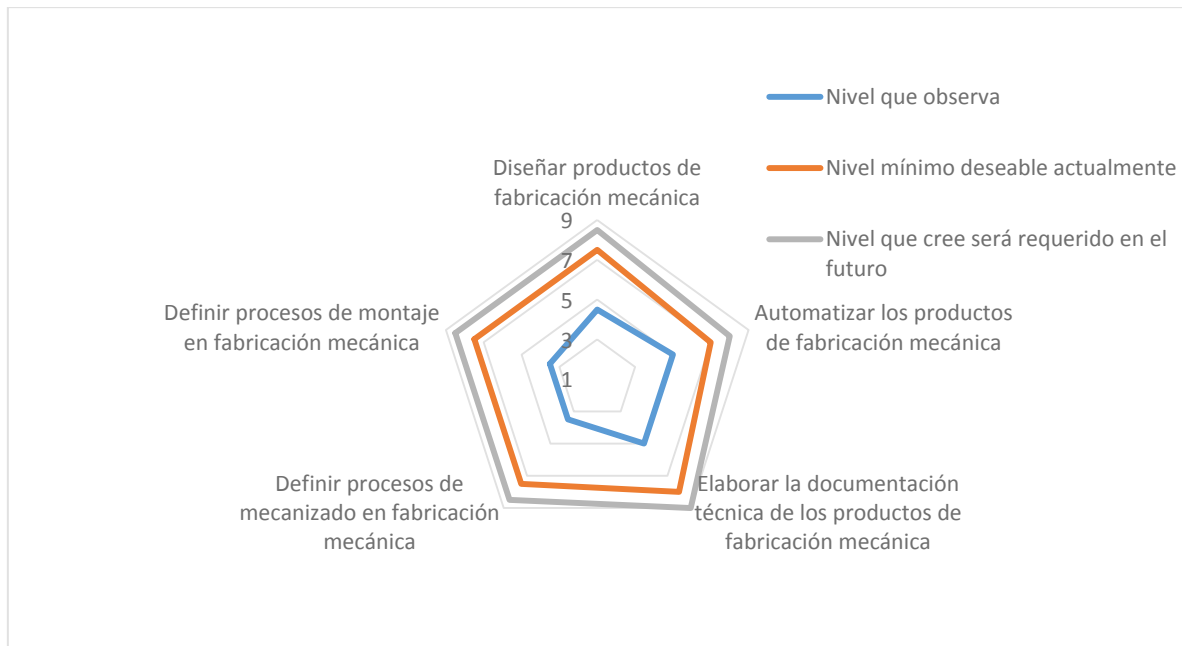 Nivel que observa
Nivel mínimo deseable actualmente
Nivel que cree será requerido en el
futuro
Diseñar productos de
fabricación mecánica
9
7
5
3
1
Automatizar los productos
de fabricación mecánica
Elaborar la documentación
técnica de los productos de
fabricación mecánica
Definir procesos de
mecanizado en fabricación
mecánica
Definir procesos de montaje
en fabricación mecánica